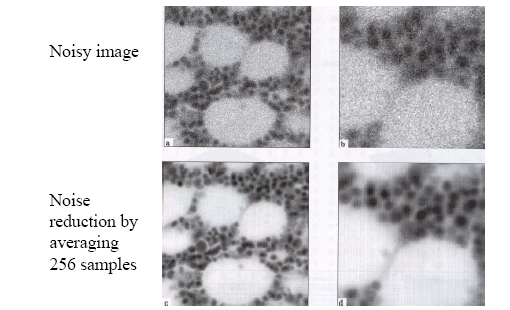 Noisy image
a
b
Noise
reduction by
averaging
256 samples
c
d